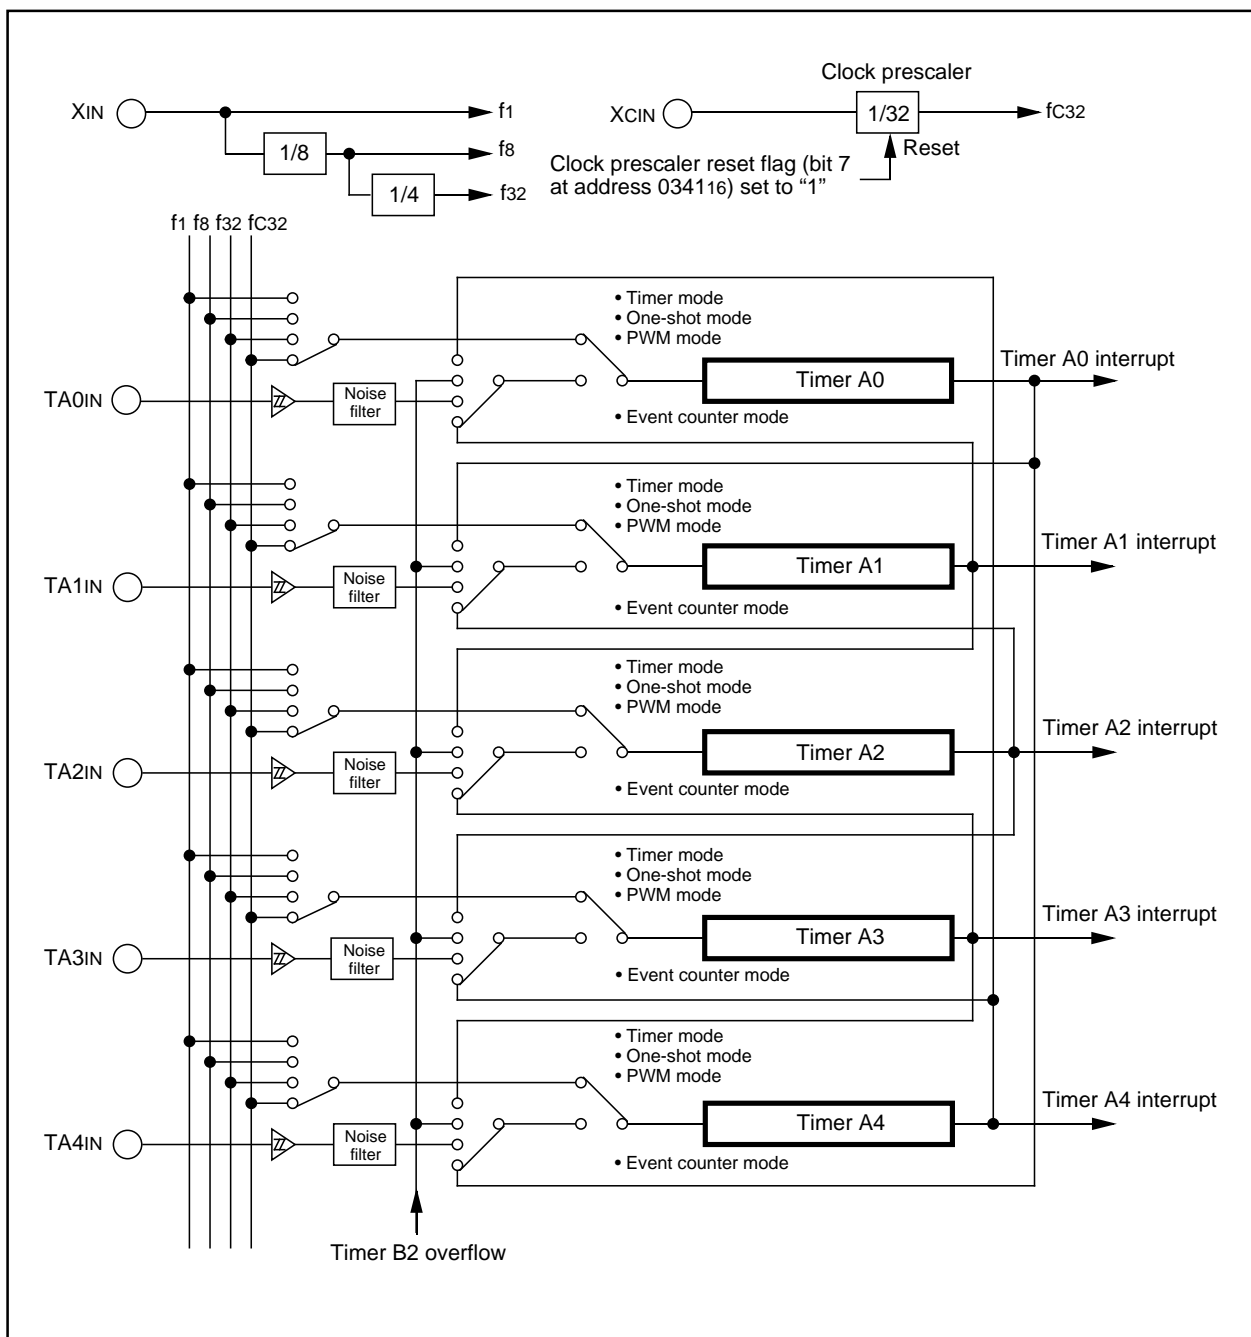 Clock prescaler
XIN
f1
XCIN
1/32
fC32
1/8
f8
Reset
Clock prescaler reset flag (bit 7
at address 034116) set to “1”
1/4
f32
f1 f8 f32 fC32
• Timer mode
• One-shot mode
• PWM mode
Timer A0 interrupt
Timer A0
TA0IN
Noise
filter
• Event counter mode
• Timer mode
• One-shot mode
• PWM mode
Timer A1 interrupt
Timer A1
TA1IN
Noise
filter
• Event counter mode
• Timer mode
• One-shot mode
• PWM mode
Timer A2 interrupt
Timer A2
TA2IN
Noise
filter
• Event counter mode
• Timer mode
• One-shot mode
• PWM mode
Timer A3 interrupt
Timer A3
TA3IN
Noise
filter
• Event counter mode
• Timer mode
• One-shot mode
• PWM mode
Timer A4 interrupt
Timer A4
TA4IN
Noise
filter
• Event counter mode
Timer B2 overflow